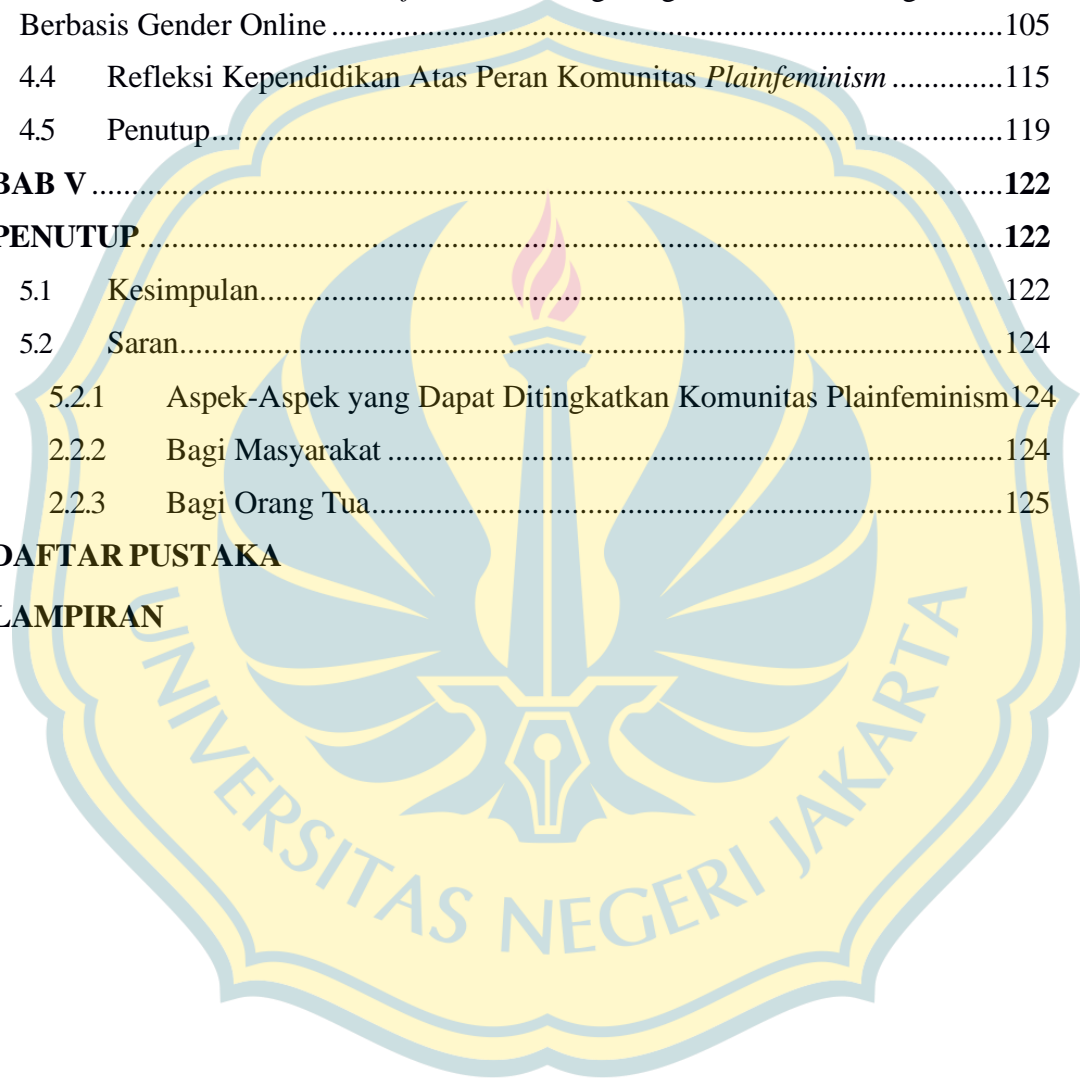 Berbasis Gender Online ........ 105
4.4 Refleksi Kependidikan Atas Peran Komunitas Plainfeminism ........ 115
4.5 Penutup ........ 119
BAB V ........ 122
PENUTUP ........ 122
5.1 Kesimpulan ........ 122
5.2 Saran ........ 124
5.2.1 Aspek-Aspek yang Dapat Ditingkatkan Komunitas Plainfeminism124
2.2.2 Bagi Masyarakat ........ 124
2.2.3 Bagi Orang Tua ........ 125
DAFTAR PUSTAKA
LAMPIRAN
UNIVERSITAS NEGERI JAKARTA